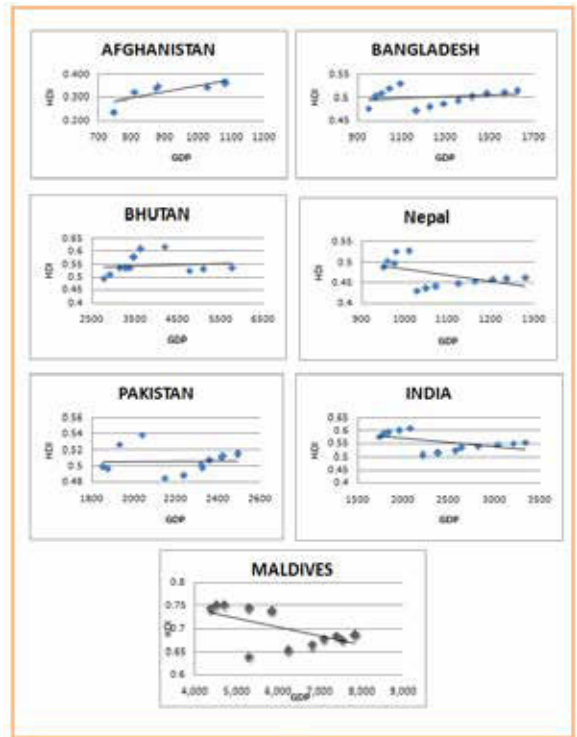 AFGHANISTAN
HDI
0.400
0.300
0.200
700 800 900 1000 1100 1200
GDP
BANGLADESH
HDI
0.55
0.5
0.45
900 1100 1300 1500 1700
GDP
BHUTAN
HDI
0.65
0.6
0.55
0.5
0.45
0.4
2500 3500 4500 5500 6500
GDP
Nepal
HDI
0.55
0.5
0.45
0.4
900 1000 1100 1200 1300
GDP
PAKISTAN
HDI
0.56
0.54
0.52
0.5
0.48
1800 2000 2200 2400 2600
GDP
INDIA
HDI
0.65
0.6
0.55
0.5
0.45
0.4
1500 2000 2500 3000 3500
GDP
MALDIVES
HDI
0.8
0.75
0.7
0.65
0.6
4,000 5,000 6,000 7,000 8,000 9,000
GDP